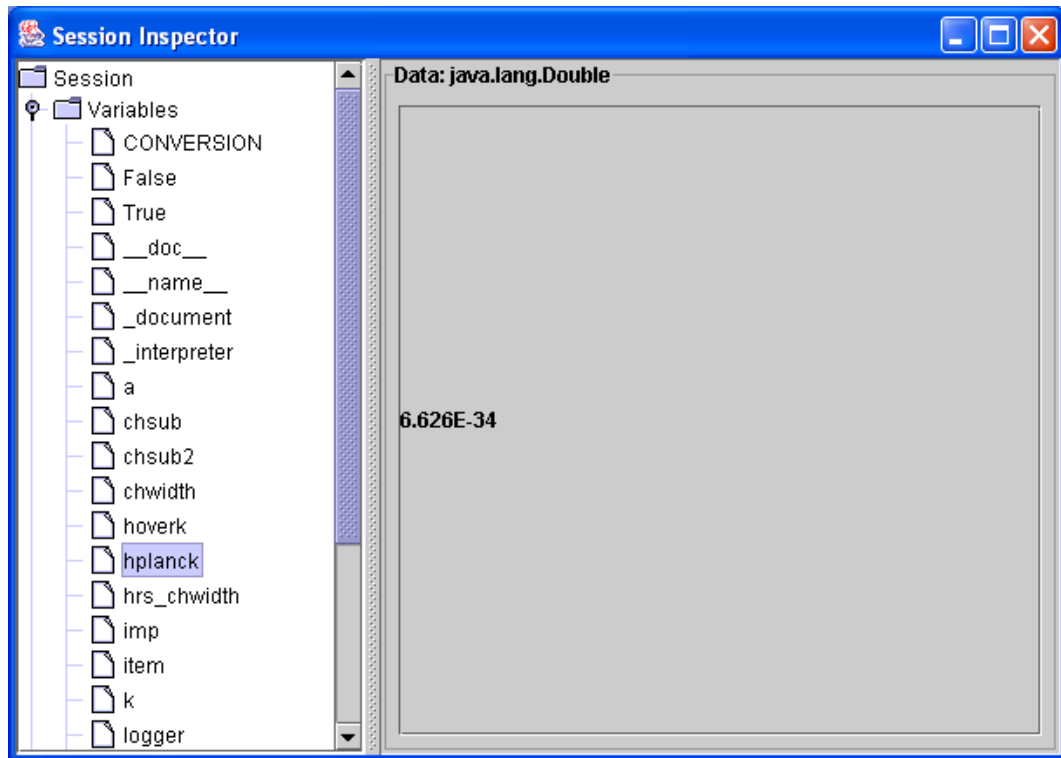 Session Inspector
Session
Variables
CONVERSION
False
True
__doc__
__name__
_document
_interpreter
a
chsub
chsub2
chwidth
hoverk
hplanck
hrs_chwidth
imp
item
k
logger
Data: java.lang.Double
6.626E-34